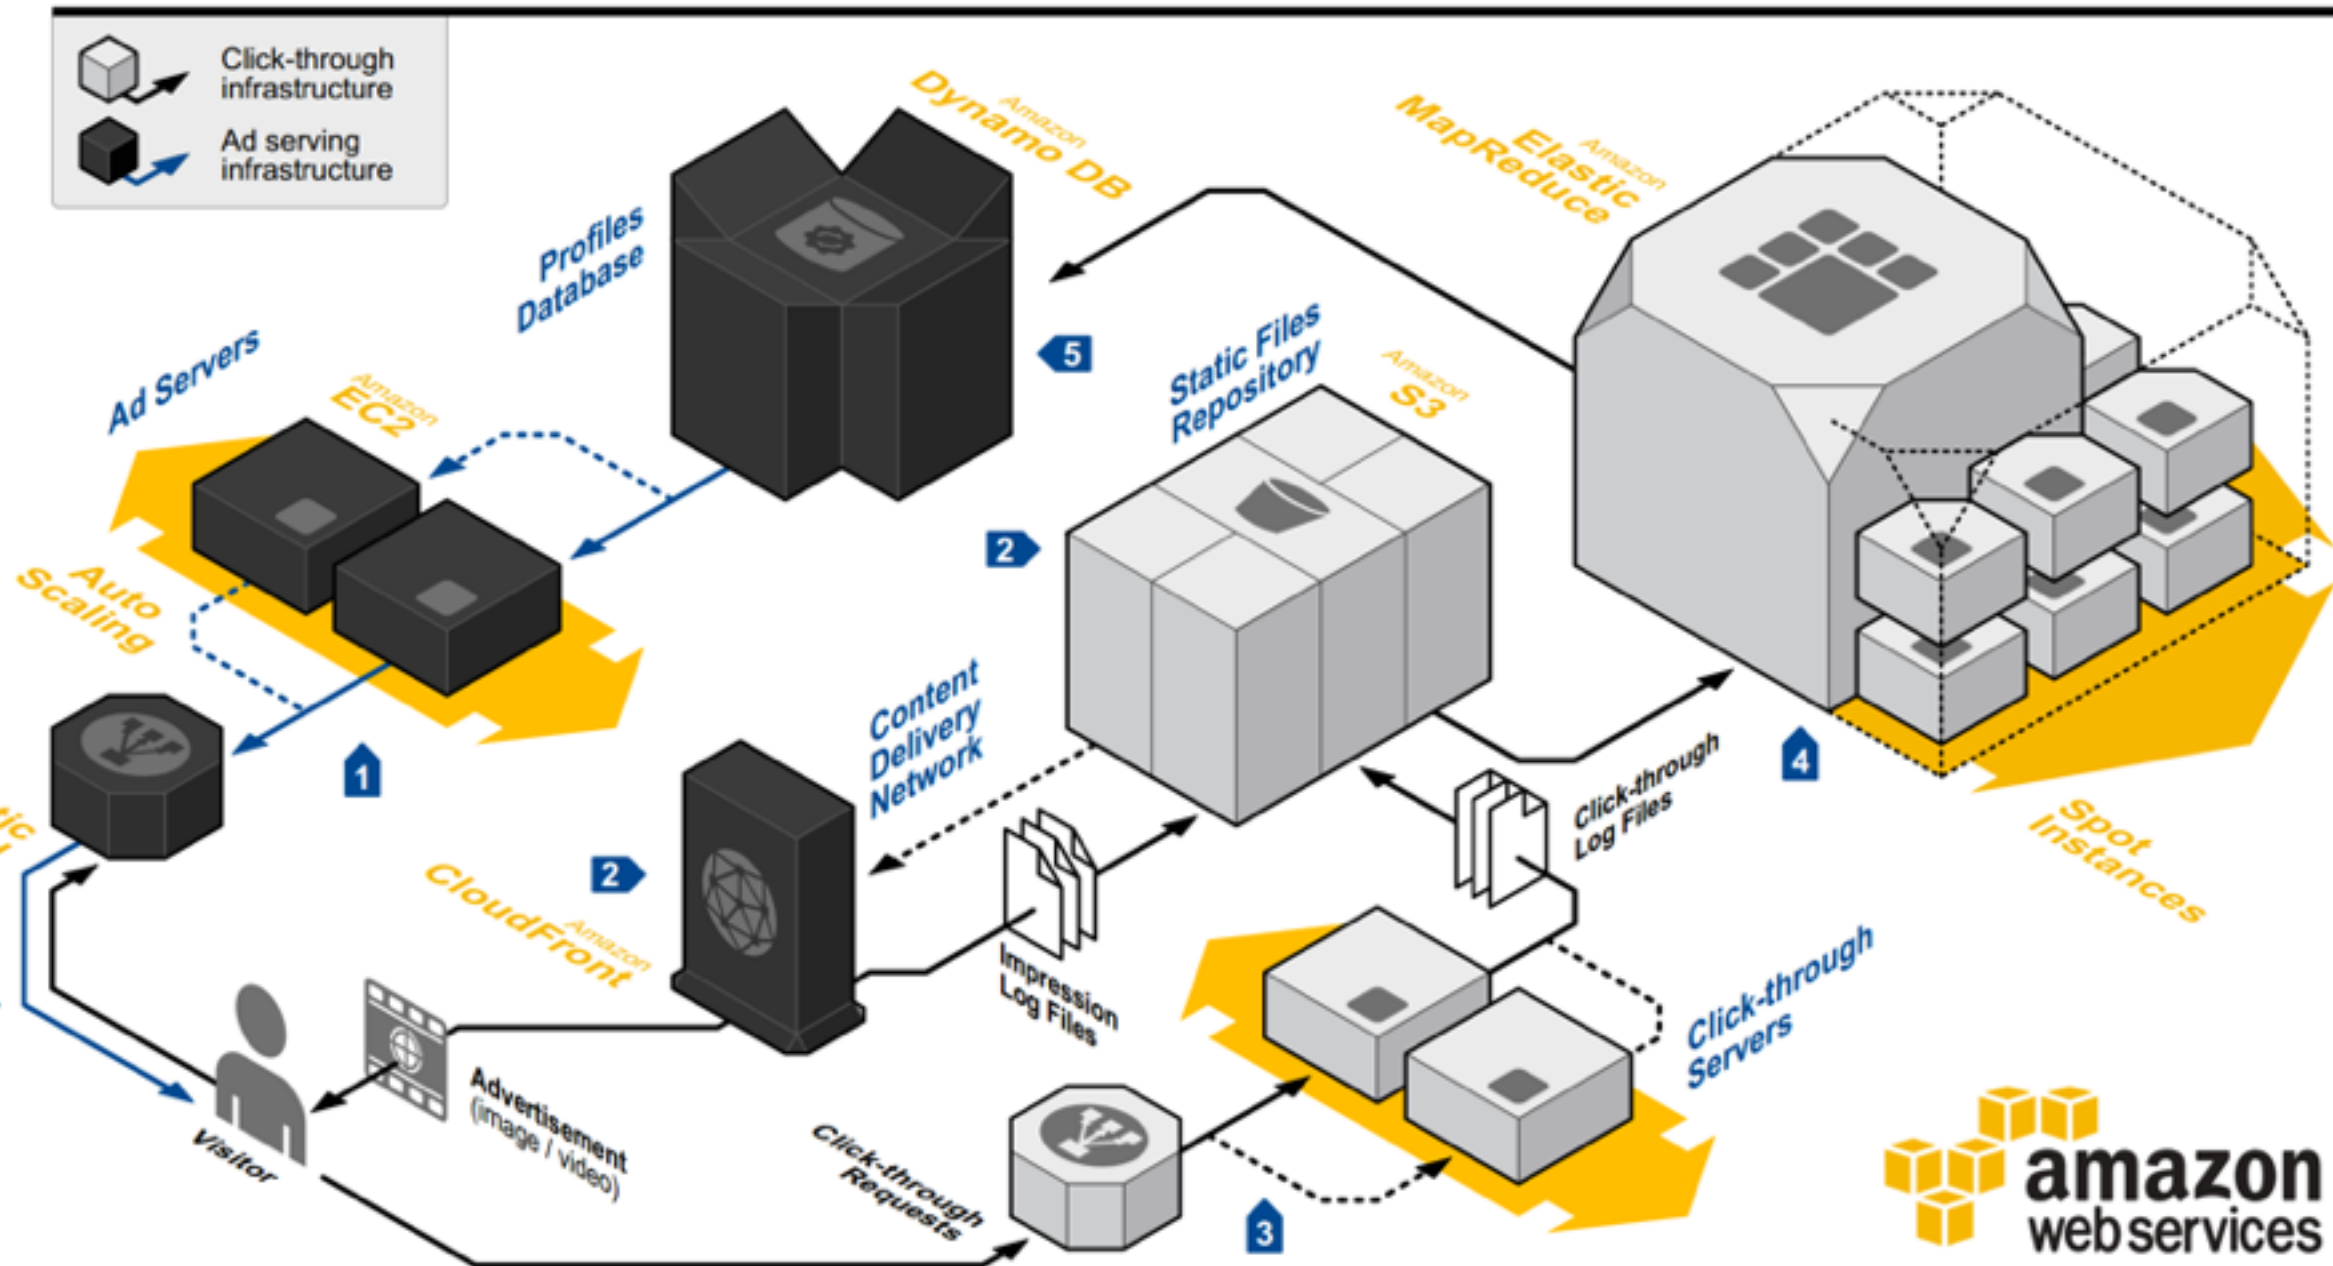 Click-through
infrastructure
Ad serving
infrastructure
Amazon
Dynamo DB
Amazon
Elastic
MapReduce
Profiles
Database
5
Ad Servers
Amazon
EC2
Static Files
Repository
Amazon
S3
2
Auto
Scaling
1
Content
Delivery
Network
2
Amazon
CloudFront
Click-through
Log Files
4
Spot
Instances
Impression
Log Files
Click-through
Servers
Visitor
Advertisement
(image / video)
Click-through
Requests
3
amazon
web services